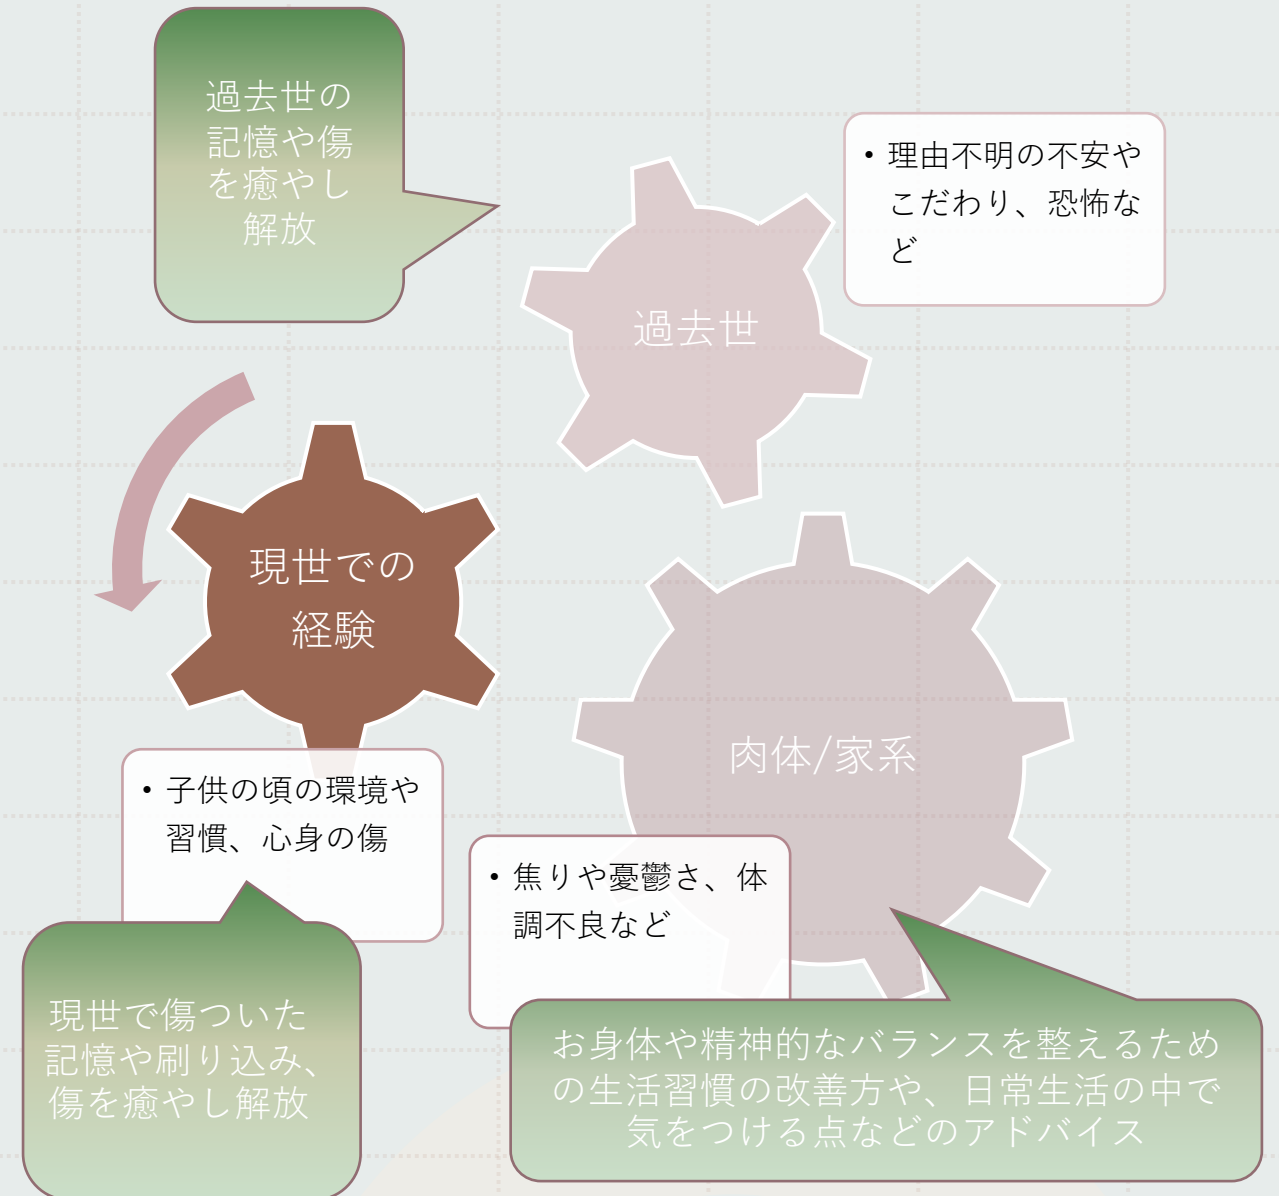 過去世の
記憶や傷
を癒やし
解放
• 理由不明の不安や
こだわり、恐怖な
ど
過去世
現世での
経験
肉体/家系
• 子供の頃の環境や
習慣、心身の傷
• 焦りや憂鬱さ、体
調不良など
現世で傷ついた
記憶や刷り込み、
傷を癒やし解放
お身体や精神的なバランスを整えるため
の生活習慣の改善方や、日常生活の中で
気をつける点などのアドバイス